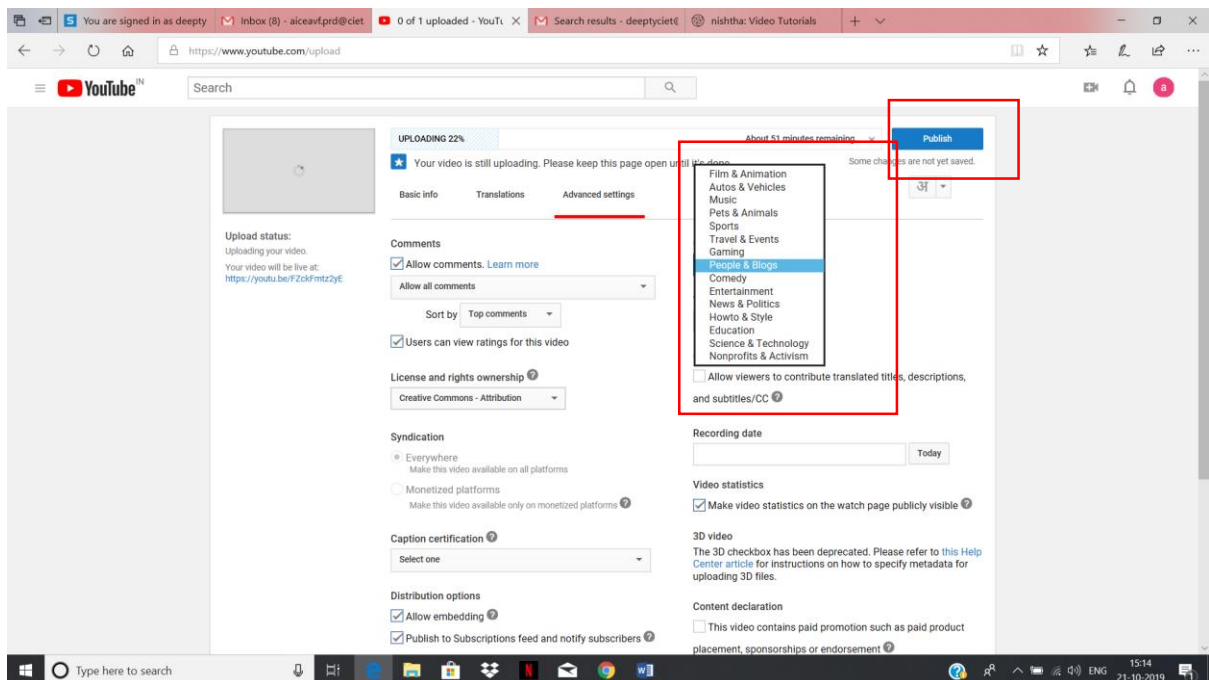 You are signed in as deepty
Inbox (8) - aiceavf.prd@ciet
0 of 1 uploaded - YouTu
Search results - deeptyciet@
nishtha: Video Tutorials
https://www.youtube.com/upload
YouTube IN
Search
a
UPLOADING 22%
About 51 minutes remaining
Publish
Your video is still uploading. Please keep this page open until it's done.
Some changes are not yet saved.
Basic info
Translations
Advanced settings
अ
Upload status:
Uploading your video.
Your video will be live at:
https://youtu.be/FZckFmtz2yE
Comments
Allow comments. Learn more
Allow all comments
Sort by Top comments
Users can view ratings for this video
License and rights ownership
Creative Commons - Attribution
Syndication
Everywhere
Make this video available on all platforms
Monetized platforms
Make this video available only on monetized platforms
Caption certification
Select one
Distribution options
Allow embedding
Publish to Subscriptions feed and notify subscribers
Film & Animation
Autos & Vehicles
Music
Pets & Animals
Sports
Travel & Events
Gaming
People & Blogs
Comedy
Entertainment
News & Politics
Howto & Style
Education
Science & Technology
Nonprofits & Activism
Allow viewers to contribute translated titles, descriptions,
and subtitles/CC
Recording date
Today
Video statistics
Make video statistics on the watch page publicly visible
3D video
The 3D checkbox has been deprecated. Please refer to this Help
Center article for instructions on how to specify metadata for
uploading 3D files.
Content declaration
This video contains paid promotion such as paid product
placement, sponsorships or endorsement
Type here to search
ENG
15:14
21-10-2019